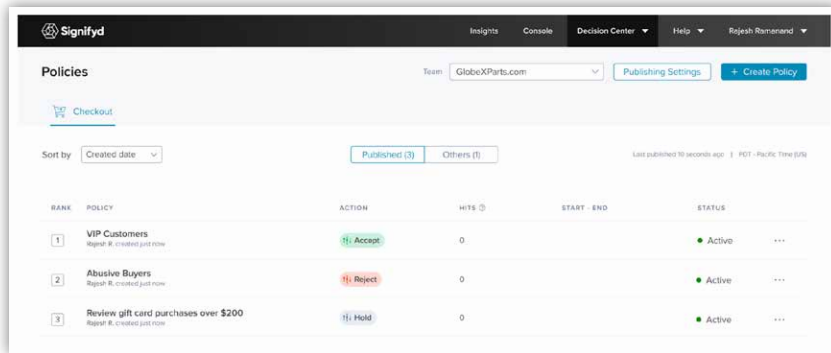 Signifyd
Insights Console Decision Center Help Rajesh Ramanand
Policies
Team GlobeXParts.com Publishing Settings + Create Policy
Checkout
Sort by Created date Published (3) Others (1) Last published 10 seconds ago | PDT - Pacific Time (US)
RANK POLICY ACTION HITS START - END STATUS
1 VIP Customers Accept 0 Active ...
Rajesh R. created just now
2 Abusive Buyers Reject 0 Active ...
Rajesh R. created just now
3 Review gift card purchases over $200 Hold 0 Active ...
Rajesh R. created just now